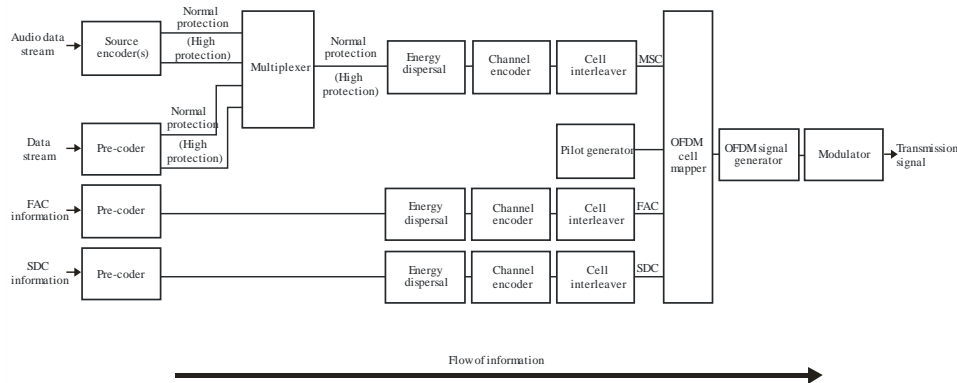 Normal
protection
Audio data
stream
Source
encoder(s)
(High
protection)
Multiplexer
Normal
protection
(High
protection)
Energy
dispersal
Channel
encoder
Cell
interleaver
MSC
Normal
protection
(High
protection)
Data
stream
Pre-coder
Pilot generator
OFDM
cell
mapper
OFDM signal
generator
Modulator
Transmission
signal
FAC
information
Pre-coder
Energy
dispersal
Channel
encoder
Cell
interleaver
FAC
SDC
information
Pre-coder
Energy
dispersal
Channel
encoder
Cell
interleaver
SDC
Flow of information